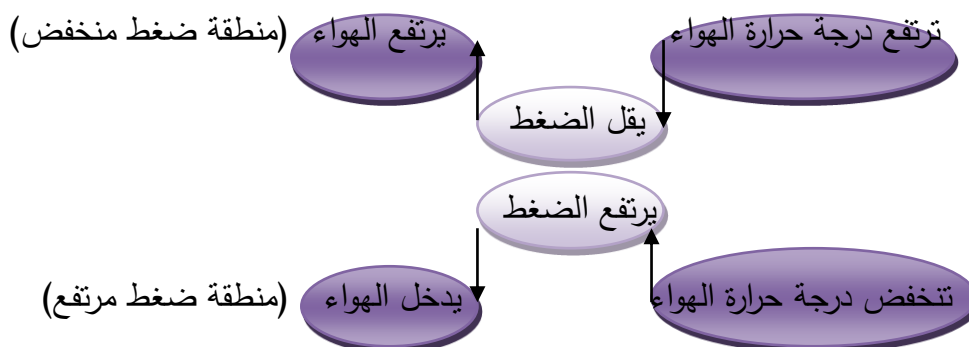 ترتفع درجة حرارة الهواء
يقل الضغط
يرتفع الهواء
(منطقة ضغط منخفض)
تنخفض درجة حرارة الهواء
يرتفع الضغط
يدخل الهواء
(منطقة ضغط مرتفع)